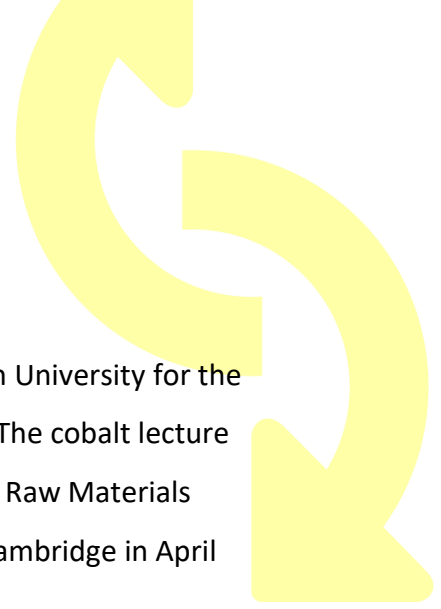 University for the
The cobalt lecture
Raw Materials
ambridge in April